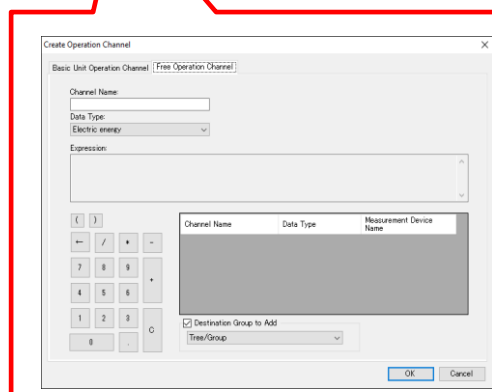 Create Operation Channel
Basic Unit Operation Channel Free Operation Channel
Channel Name:
Data Type:
Electric energy
Expression:
( )
← / * -
7 8 9 +
4 5 6
1 2 3 C
0 .
Channel Name Data Type Measurement Device Name
Destination Group to Add
Tree/Group
OK Cancel